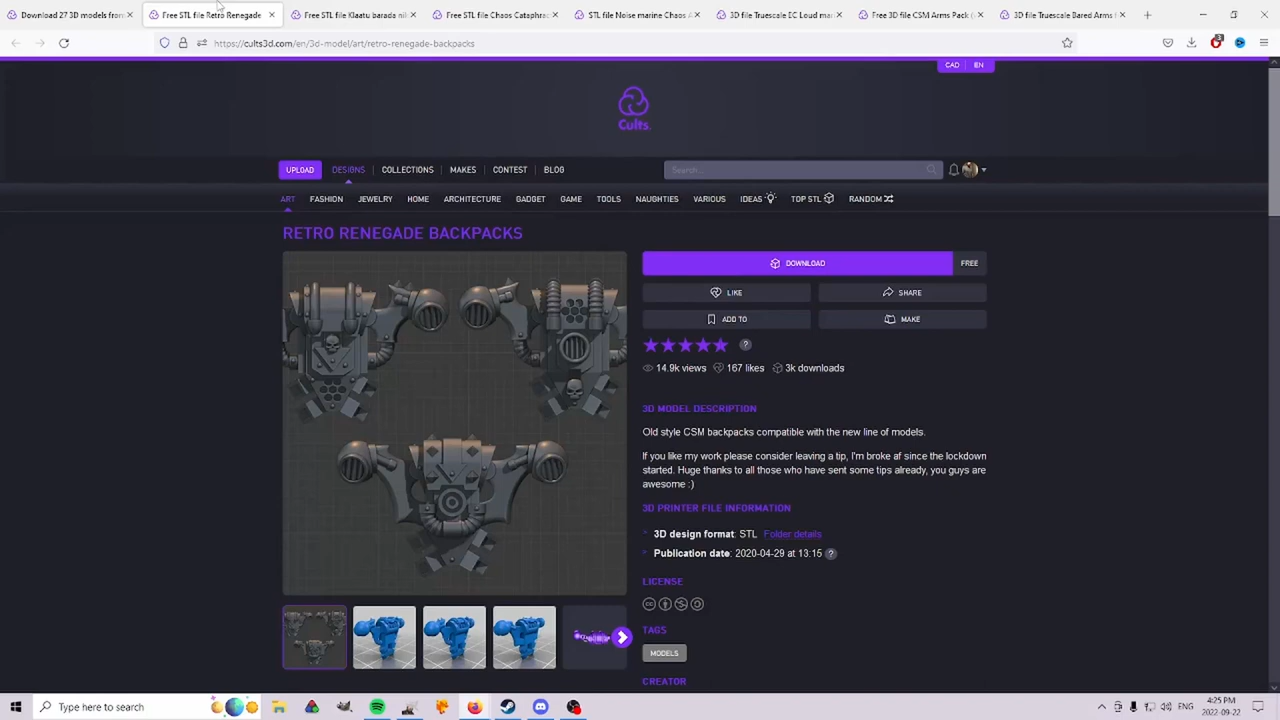 Download 27 3D models from
Free STL file Retro Renegade
Free STL file Klaatu barada nik
Free STL file Chaos Cataphrac
STL file Noise marine Chaos A
3D file Truescale EC Loud mar
Free 3D file CSM Arms Pack (
3D file Truescale Bared Arms
https://cults3d.com/en/3d-model/art/retro-renegade-backpacks
3
CAD EN
Cults.
UPLOAD DESIGNS COLLECTIONS MAKES CONTEST BLOG Search...
ART FASHION JEWELRY HOME ARCHITECTURE GADGET GAME TOOLS NAUGHTIES VARIOUS IDEAS TOP STL RANDOM
RETRO RENEGADE BACKPACKS
DOWNLOAD FREE
LIKE SHARE
ADD TO MAKE
?
14.9k views 167 likes 3k downloads
3D MODEL DESCRIPTION
Old style CSM backpacks compatible with the new line of models.
If you like my work please consider leaving a tip, I'm broke af since the lockdown
started. Huge thanks to all those who have sent some tips already, you guys are
awesome :)
3D PRINTER FILE INFORMATION
3D design format: STL Folder details
Publication date: 2020-04-29 at 13:15 ?
LICENSE
TAGS
MODELS
CREATOR
Type here to search
ENG
4:25 PM
2022-09-22